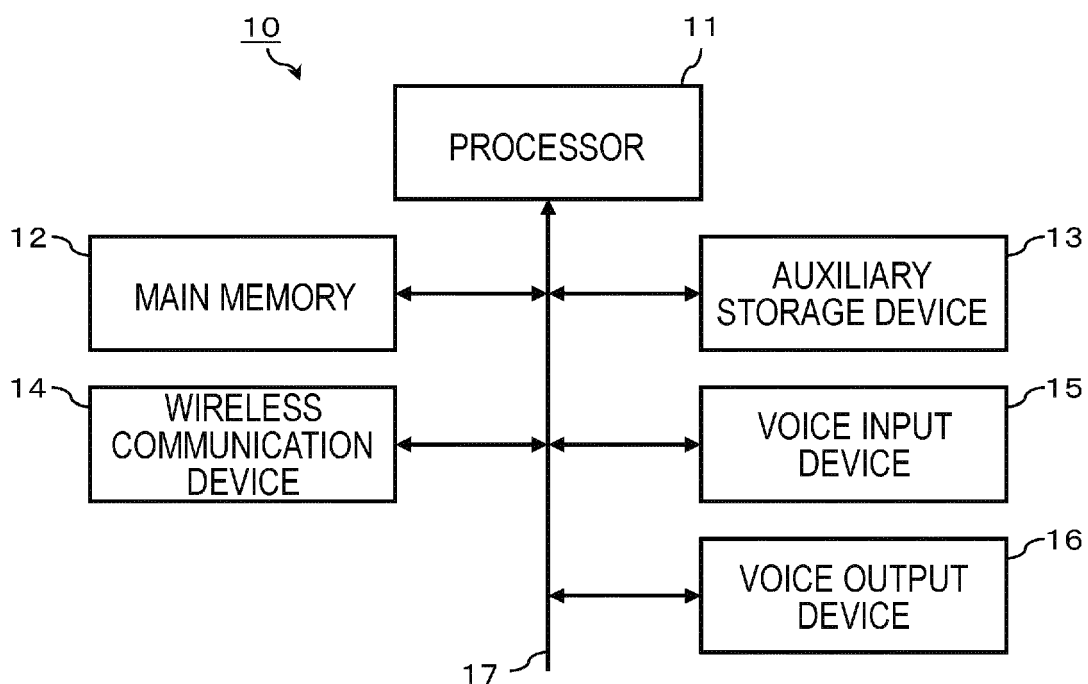 10
11
PROCESSOR
12
MAIN MEMORY
13
AUXILIARY
STORAGE DEVICE
14
WIRELESS
COMMUNICATION
DEVICE
15
VOICE INPUT
DEVICE
16
VOICE OUTPUT
DEVICE
17